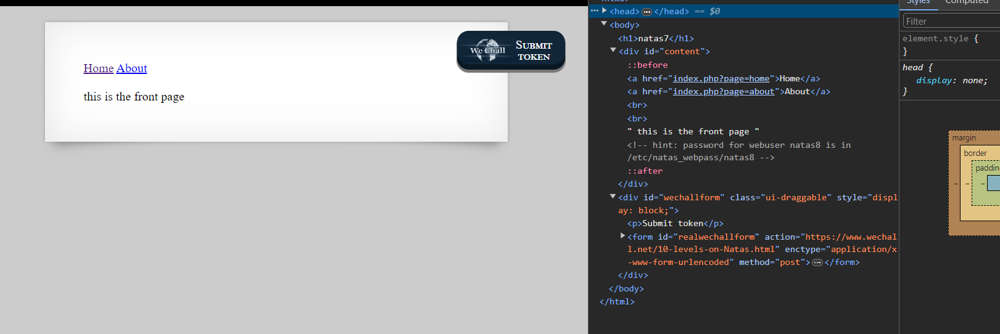 Home About
this is the front page
We Chall
Submit
token
<head> ••• </head> == $0
<body>
<h1>natas7</h1>
<div id="content">
::before
<a href="index.php?page=home">Home</a>
<a href="index.php?page=about">About</a>
<br>
<br>
" this is the front page "
<!-- hint: password for webuser natas8 is in
/etc/natas_webpass/natas8 -->
::after
</div>
<div id="wechallform" class="ui-draggable" style="displ
ay: block;">
<p>Submit token</p>
<form id="realwechallform" action="https://www.wechal
l.net/10-levels-on-Natas.html" enctype="application/x
-www-form-urlencoded" method="post"> ••• </form>
</div>
</body>
</html>
Styles Computed
Filter
element.style {
}
head {
display: none;
}
margin
border
–
–
–